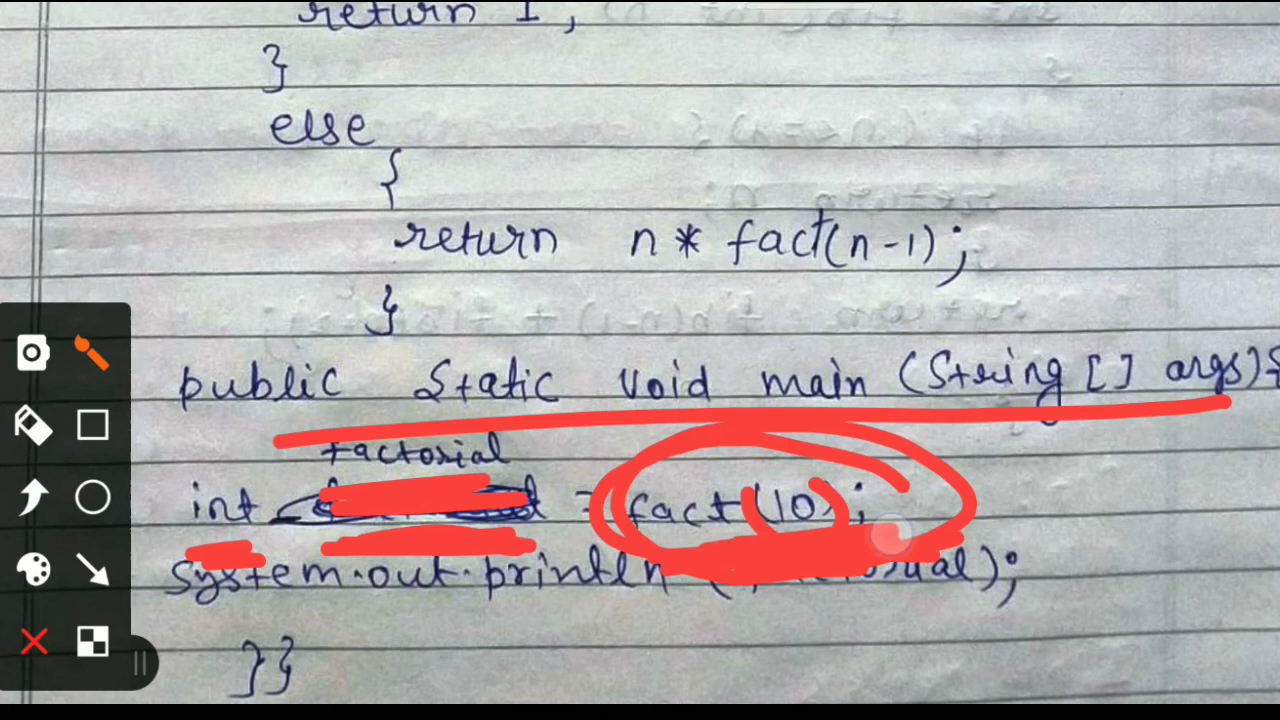 return 1;
}
else
{
return n * fact(n-1);
}
public static void main (String [] args){
factorial
int = fact(10);
System.out.println (
);
}}